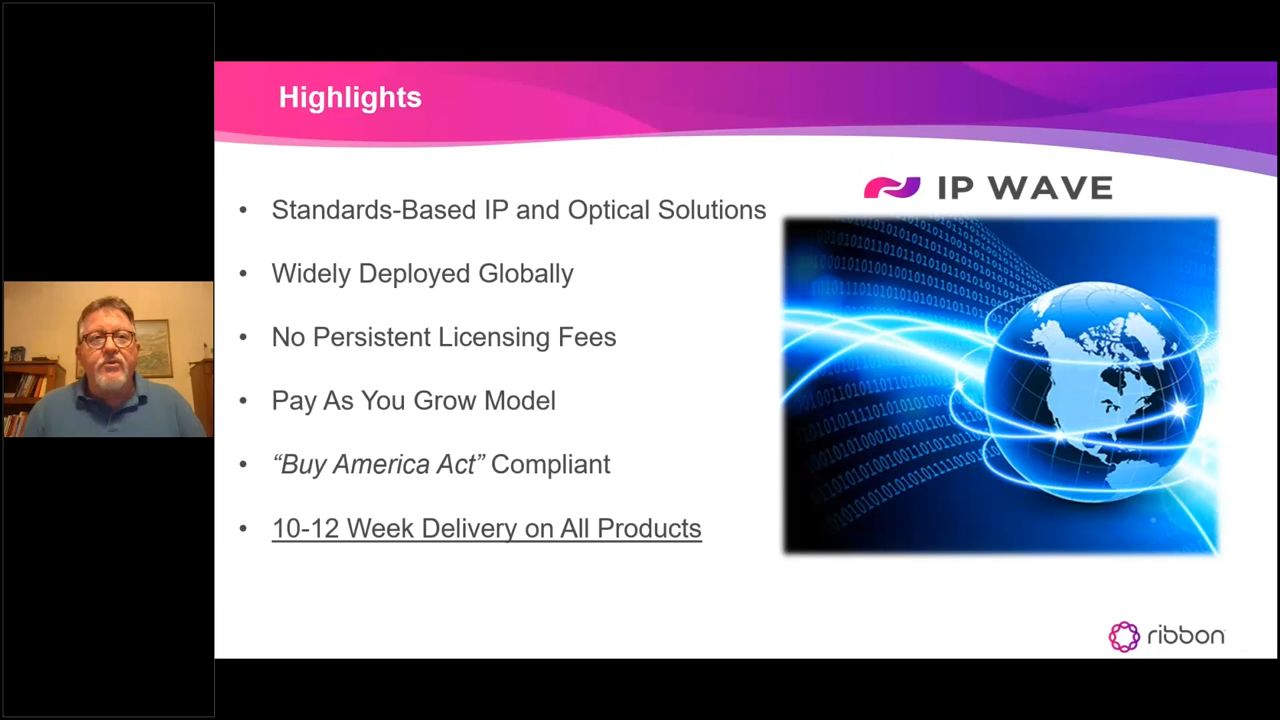 Highlights
IP WAVE
Standards-Based IP and Optical Solutions
Widely Deployed Globally
No Persistent Licensing Fees
Pay As You Grow Model
“Buy America Act” Compliant
10-12 Week Delivery on All Products
ribbon